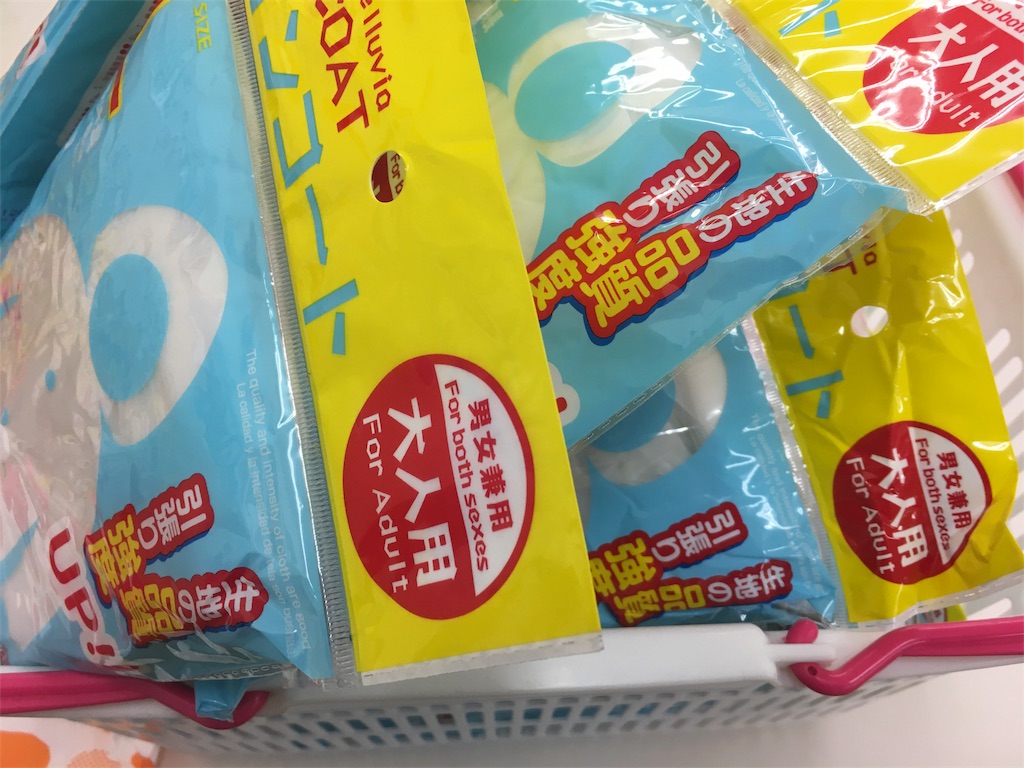 SIZE
elluvia
COAT
ンコート
For b
男女兼用
For both sexes
大人用
For Adult
The quality and intensity of cloth are good
引張り
強度
生地の
品質
UP!
引張り
強度
生地の
品質
For both
大人用
For Adult
コート
男女兼用
For both sexes
大人用
For Adult
引張り
強度
生地の
品質